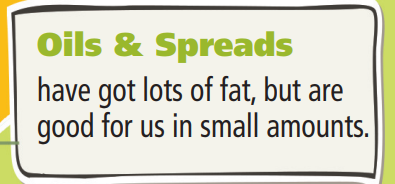 Oils & Spreads
have got lots of fat, but are
good for us in small amounts.